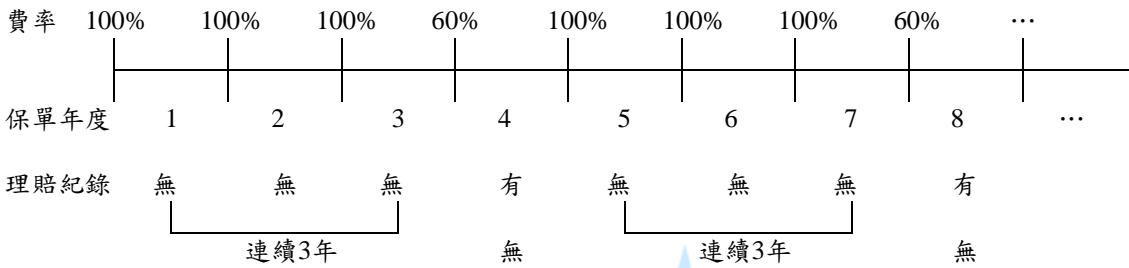 費率 100% 100% 100% 60% 100% 100% 100% 60% …
保單年度 1 2 3 4 5 6 7 8 …
理賠紀錄 無 無 無 有 無 無 無 有
連續3年 無 連續3年 無